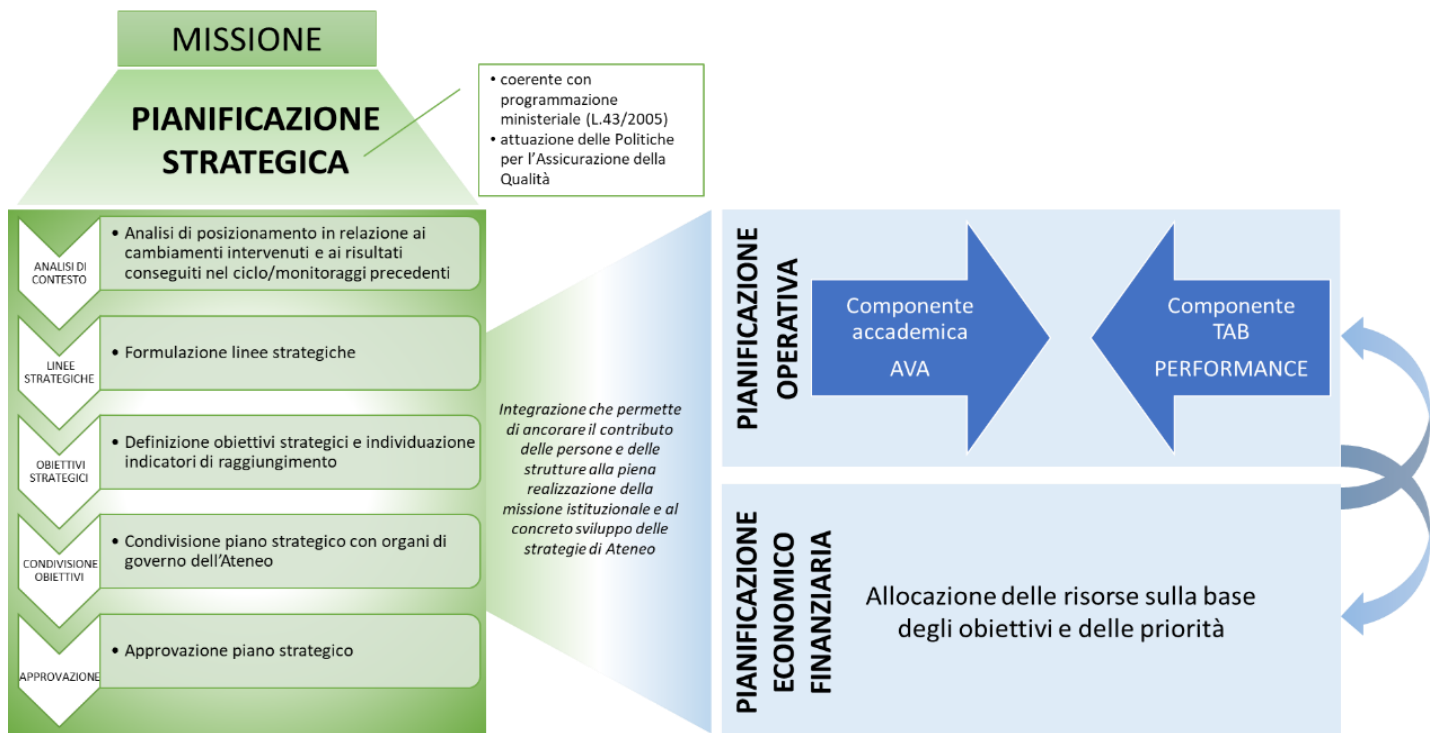 MISSIONE
PIANIFICAZIONE
STRATEGICA
• coerente con
programmazione
ministeriale (L.43/2005)
• attuazione delle Politiche
per l'Assicurazione della
Qualità
ANALISI DI
CONTESTO
• Analisi di posizionamento in relazione ai
cambiamenti intervenuti e ai risultati
conseguiti nel ciclo/monitoraggi precedenti
LINEE
STRATEGICHE
• Formulazione linee strategiche
OBIETTIVI
STRATEGICI
• Definizione obiettivi strategici e individuazione
indicatori di raggiungimento
CONDIVISIONE
OBIETTIVI
• Condivisione piano strategico con organi di
governo dell'Ateneo
APPROVAZIONE
• Approvazione piano strategico
Integrazione che permette
di ancorare il contributo
delle persone e delle
strutture alla piena
realizzazione della
missione istituzionale e al
concreto sviluppo delle
strategie di Ateneo
PIANIFICAZIONE
OPERATIVA
Componente
accademica
AVA
Componente
TAB
PERFORMANCE
PIANIFICAZIONE
ECONOMICO
FINANZIARIA
Allocazione delle risorse sulla base
degli obiettivi e delle priorità